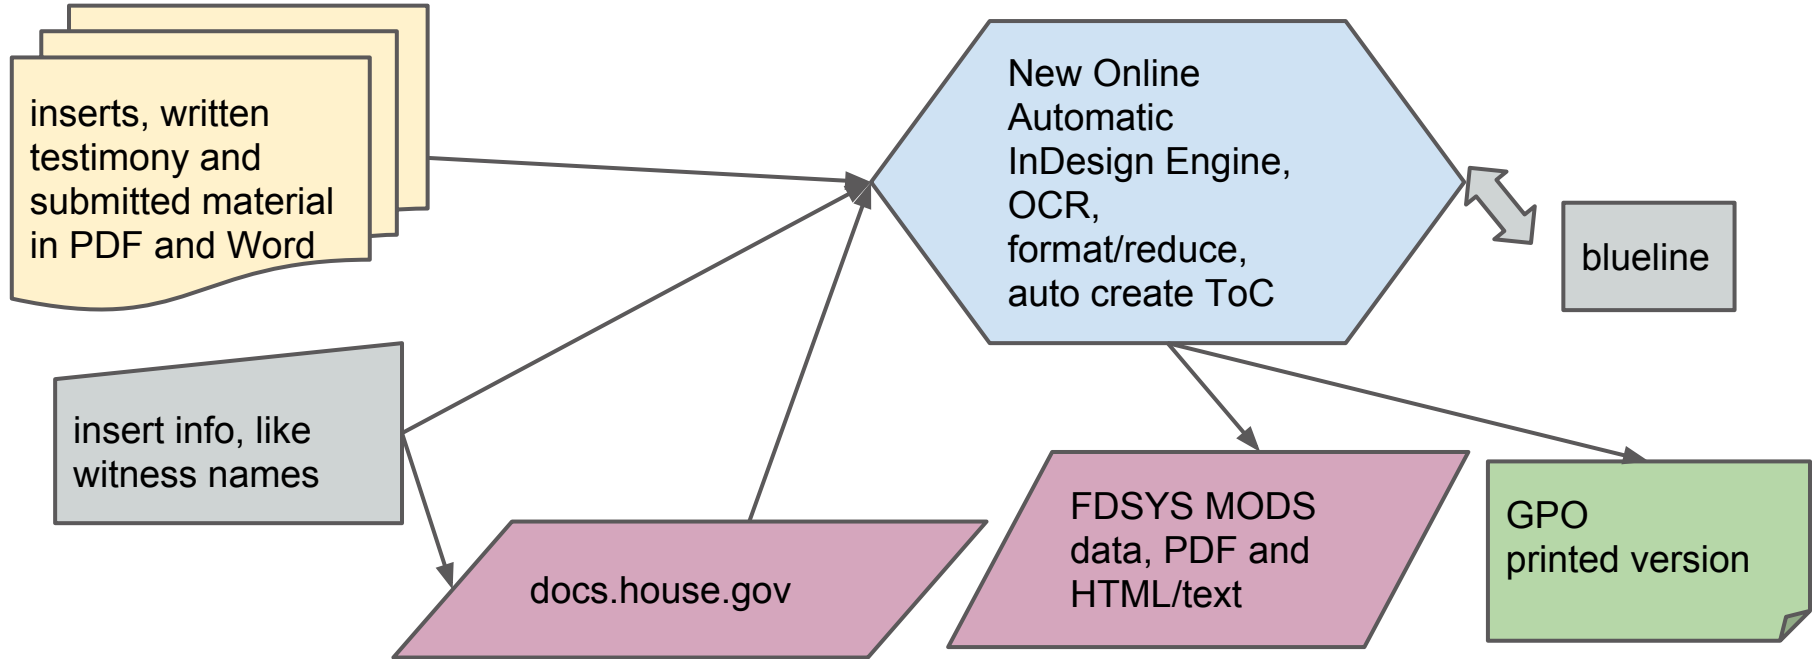 inserts, written
testimony and
submitted material
in PDF and Word
New Online
Automatic
InDesign Engine,
OCR,
format/reduce,
auto create ToC
blueline
insert info, like
witness names
docs.house.gov
FDSYS MODS
data, PDF and
HTML/text
GPO
printed version